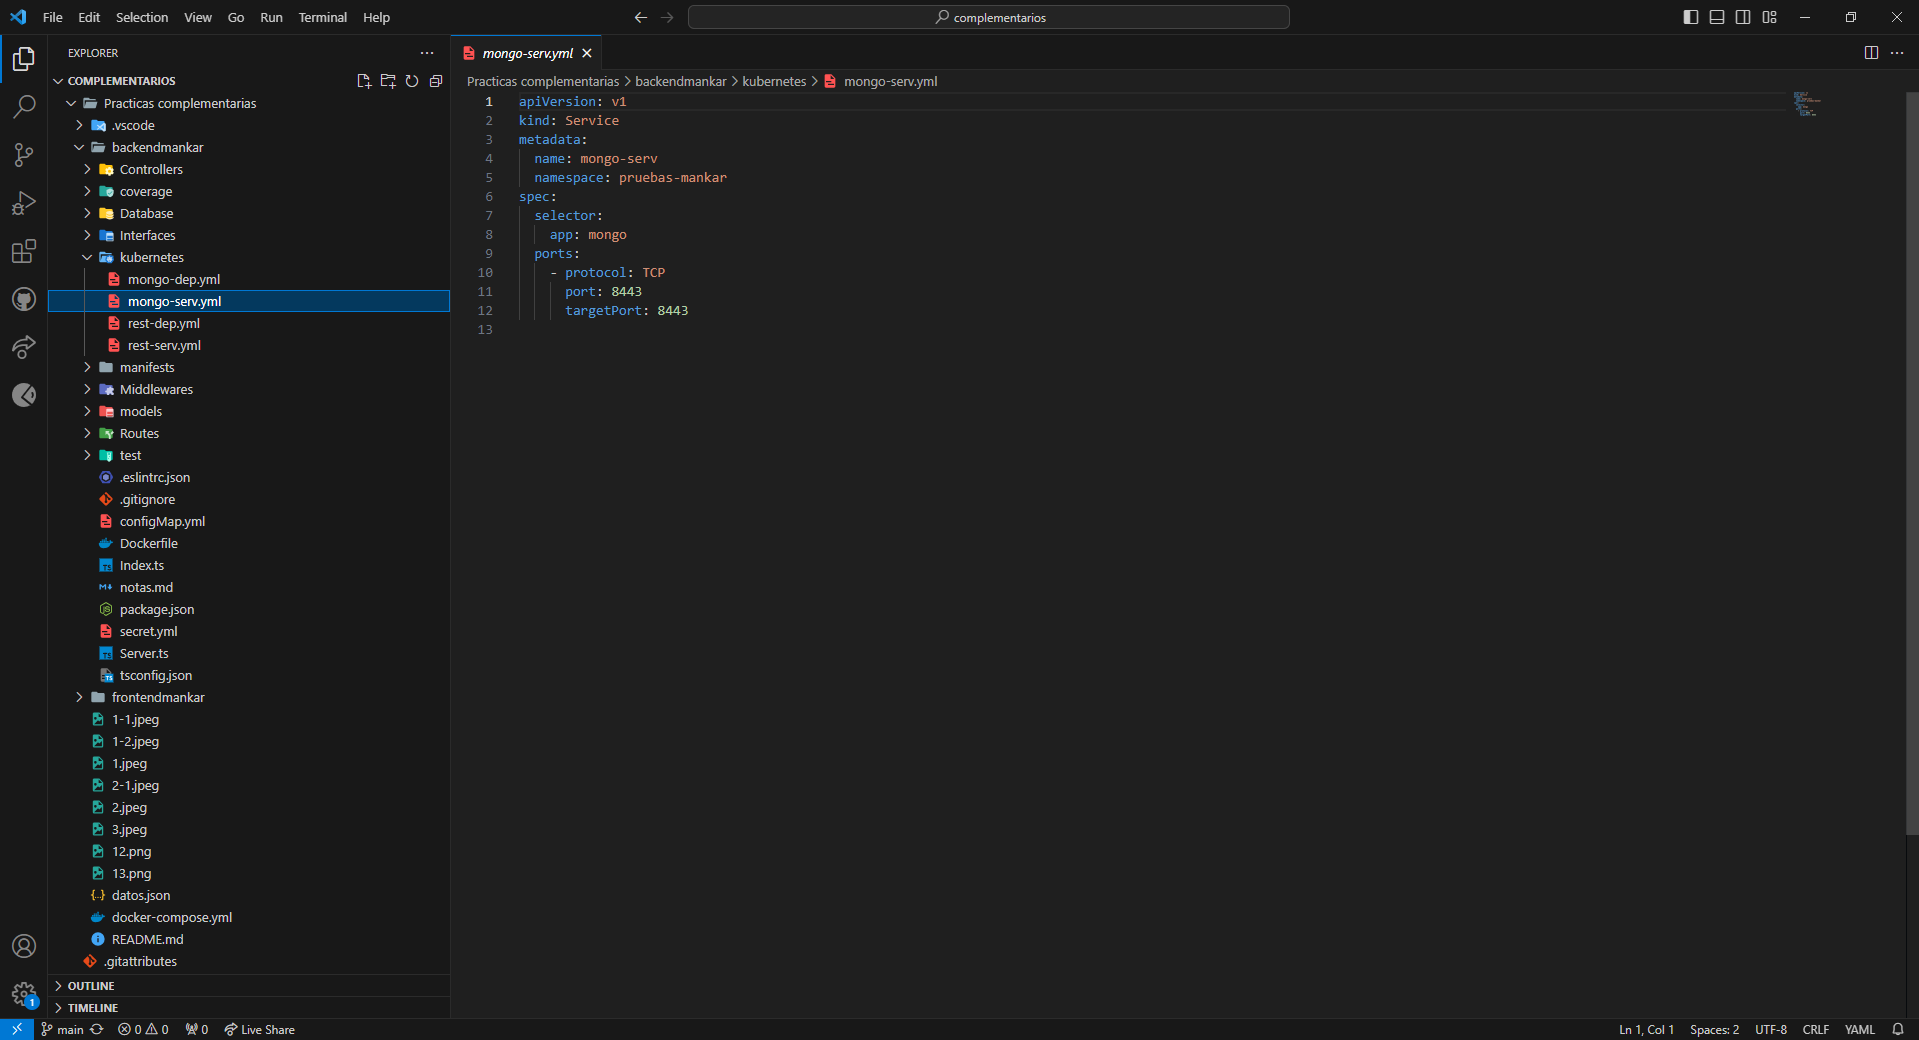 File Edit Selection View Go Run Terminal Help
complementarios
EXPLORER
COMPLEMENTARIOS
Practicas complementarias
.vscode
backendmankar
Controllers
coverage
Database
Interfaces
kubernetes
mongo-dep.yml
mongo-serv.yml
rest-dep.yml
rest-serv.yml
manifests
Middlewares
models
Routes
test
.eslintrc.json
.gitignore
configMap.yml
Dockerfile
Index.ts
notas.md
package.json
secret.yml
Server.ts
tsconfig.json
frontendmankar
1-1.jpeg
1-2.jpeg
1.jpeg
2-1.jpeg
2.jpeg
3.jpeg
12.png
13.png
datos.json
docker-compose.yml
README.md
.gitattributes
OUTLINE
TIMELINE
mongo-serv.yml
Practicas complementarias > backendmankar > kubernetes > mongo-serv.yml
1 apiVersion: v1
2 kind: Service
3 metadata:
4 name: mongo-serv
5 namespace: pruebas-mankar
6 spec:
7 selector:
8 app: mongo
9 ports:
10 - protocol: TCP
11 port: 8443
12 targetPort: 8443
13
1
main 0 0 0 Live Share
Ln 1, Col 1 Spaces: 2 UTF-8 CRLF YAML